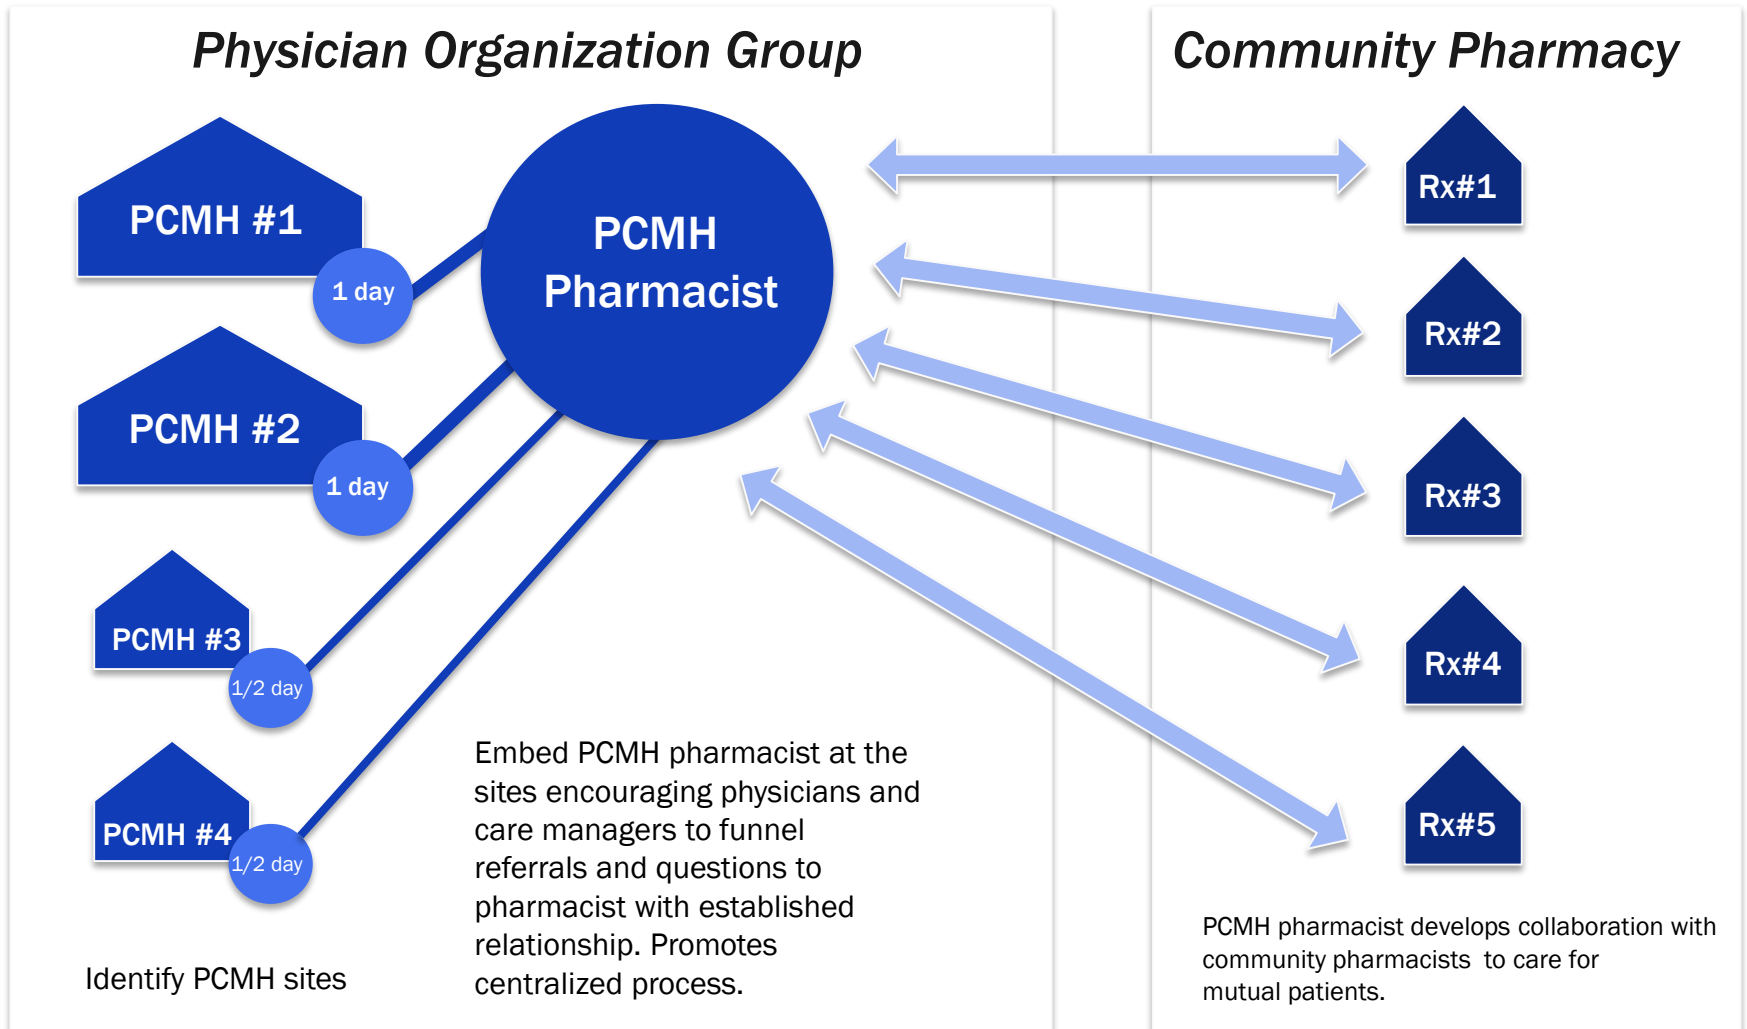 Physician Organization Group
Community Pharmacy
PCMH #1
1 day
PCMH #2
1 day
PCMH #3
1/2 day
PCMH #4
1/2 day
Identify PCMH sites
PCMH
Pharmacist
Embed PCMH pharmacist at the
sites encouraging physicians and
care managers to funnel
referrals and questions to
pharmacist with established
relationship. Promotes
centralized process.
Rx#1
Rx#2
Rx#3
Rx#4
Rx#5
PCMH pharmacist develops collaboration with
community pharmacists to care for
mutual patients.